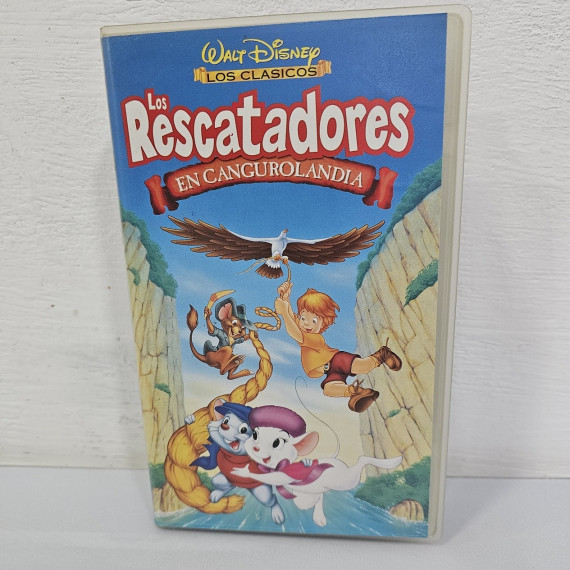 WALT DISNEY
LOS CLASICOS
Los
RESCATADORES
EN CANGUROLANDIA